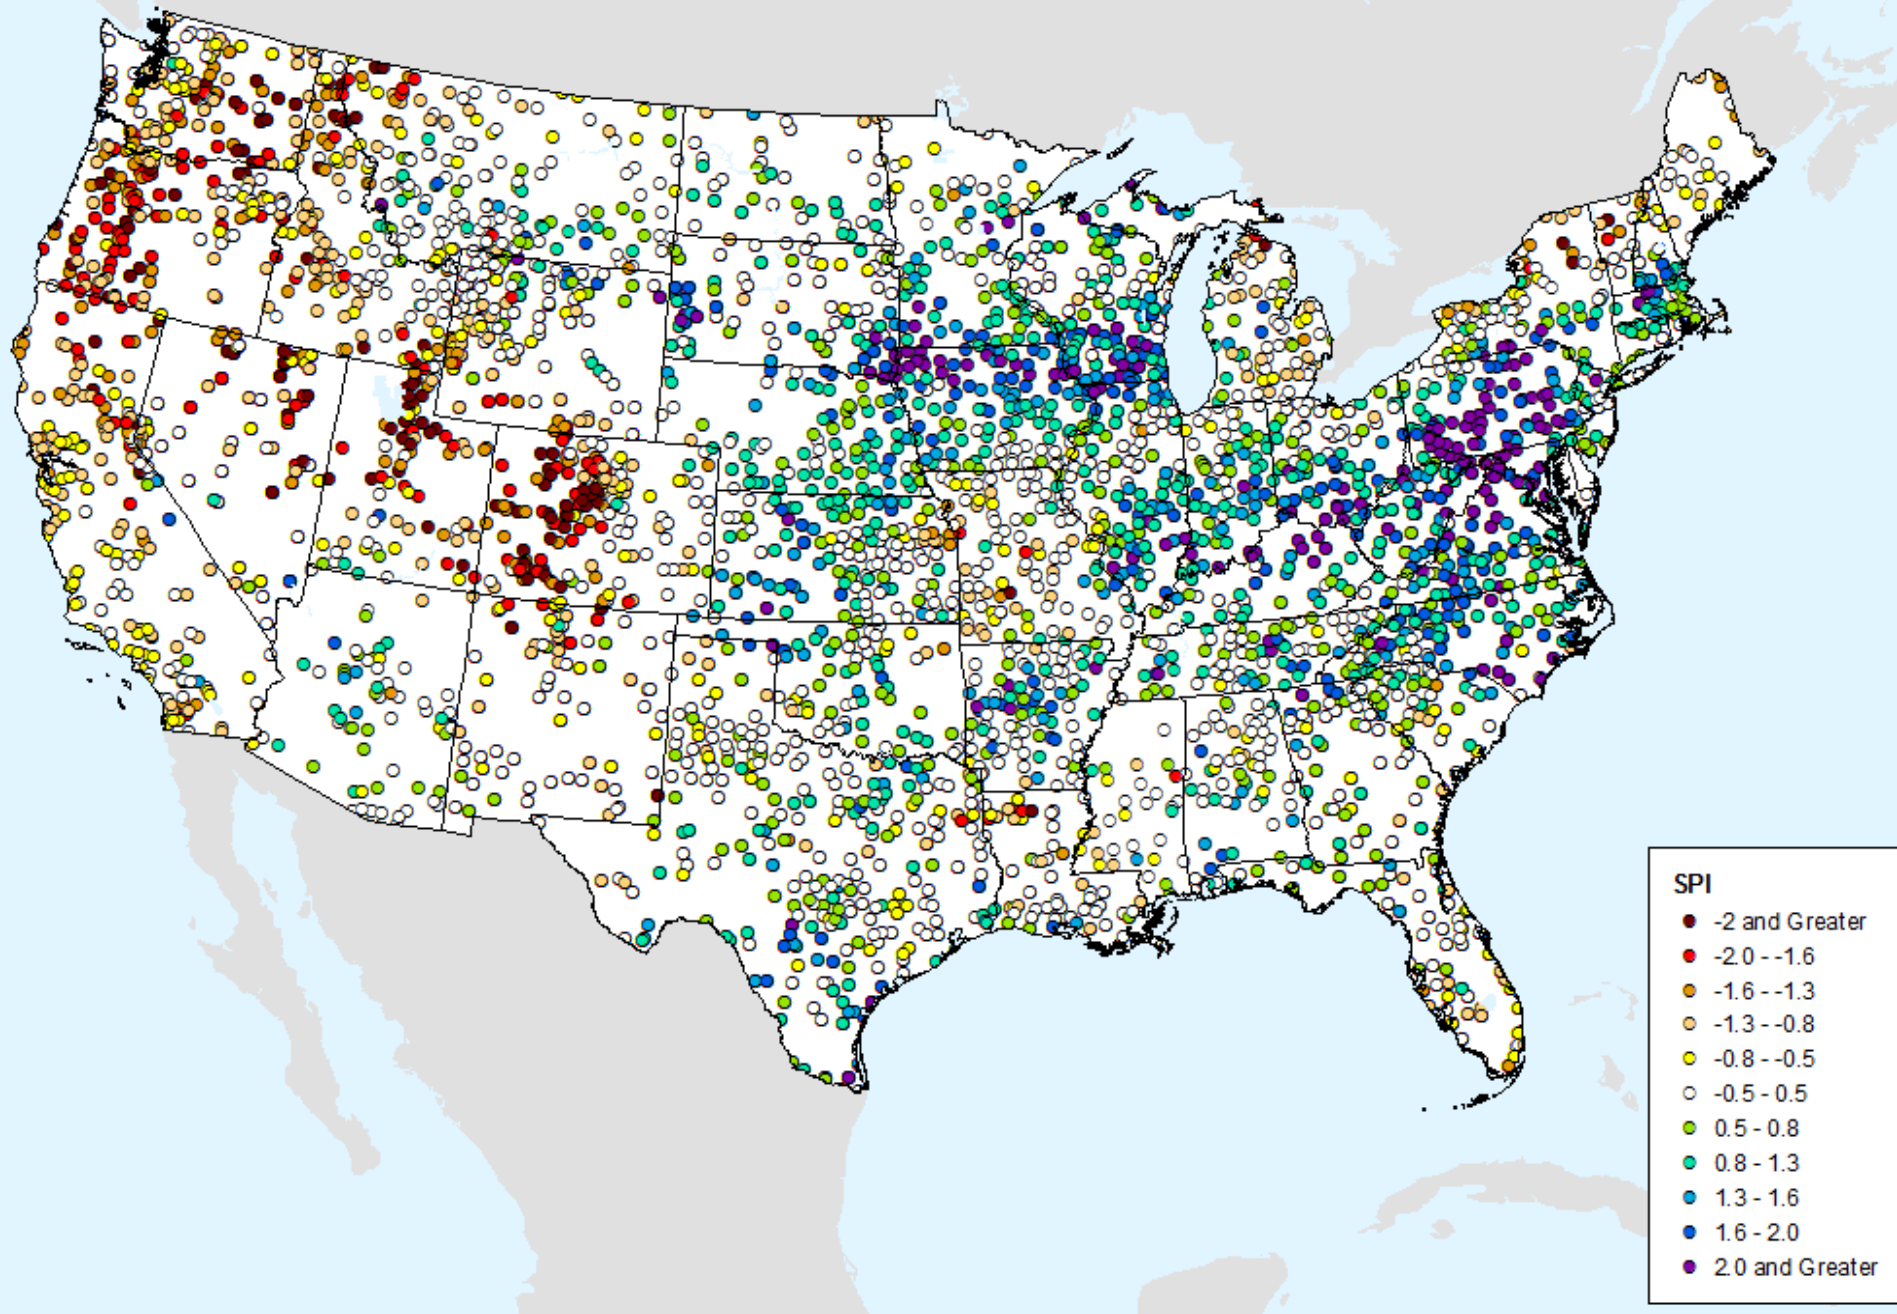 SPI
-2 and Greater
-2.0 - -1.6
-1.6 - -1.3
-1.3 - -0.8
-0.8 - -0.5
-0.5 - 0.5
0.5 - 0.8
0.8 - 1.3
1.3 - 1.6
1.6 - 2.0
2.0 and Greater